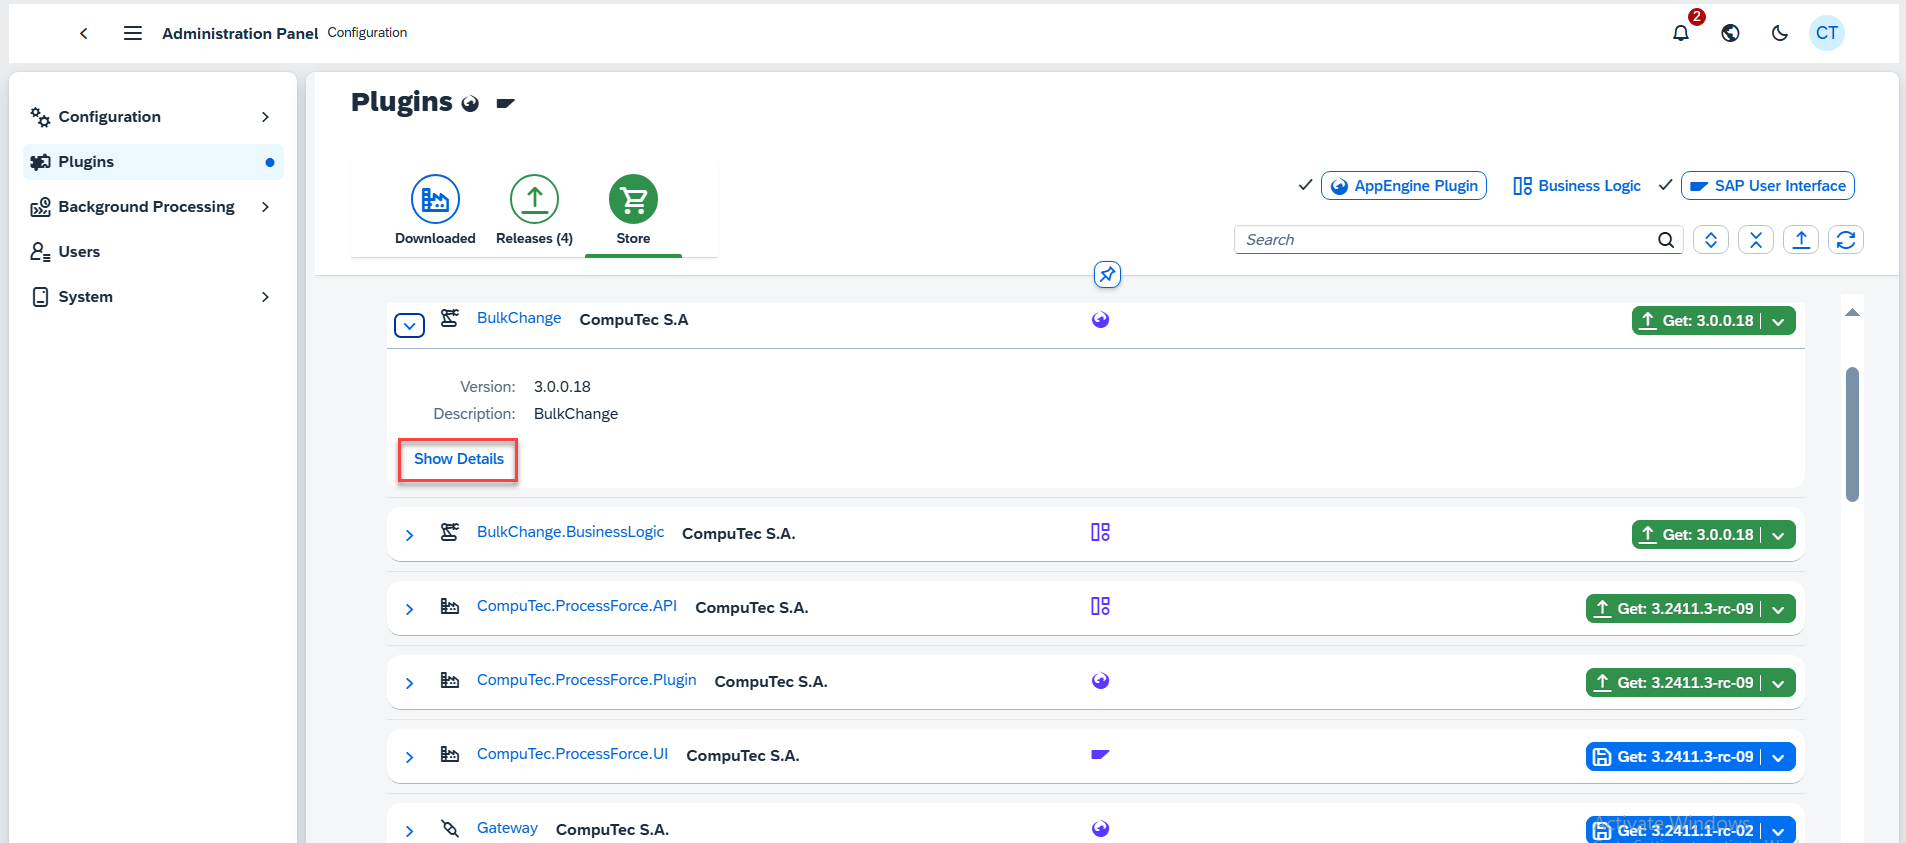 Administration Panel Configuration
2
CT
Configuration
Plugins
Background Processing
Users
System
Plugins
Downloaded
Releases (4)
Store
AppEngine Plugin
Business Logic
SAP User Interface
Search
BulkChange CompuTec S.A
Get: 3.0.0.18
Version: 3.0.0.18
Description: BulkChange
Show Details
BulkChange.BusinessLogic CompuTec S.A.
Get: 3.0.0.18
CompuTec.ProcessForce.API CompuTec S.A.
Get: 3.2411.3-rc-09
CompuTec.ProcessForce.Plugin CompuTec S.A.
Get: 3.2411.3-rc-09
CompuTec.ProcessForce.UI CompuTec S.A.
Get: 3.2411.3-rc-09
Gateway CompuTec S.A.
Get: 3.2411.1-rc-02
Activate Windows